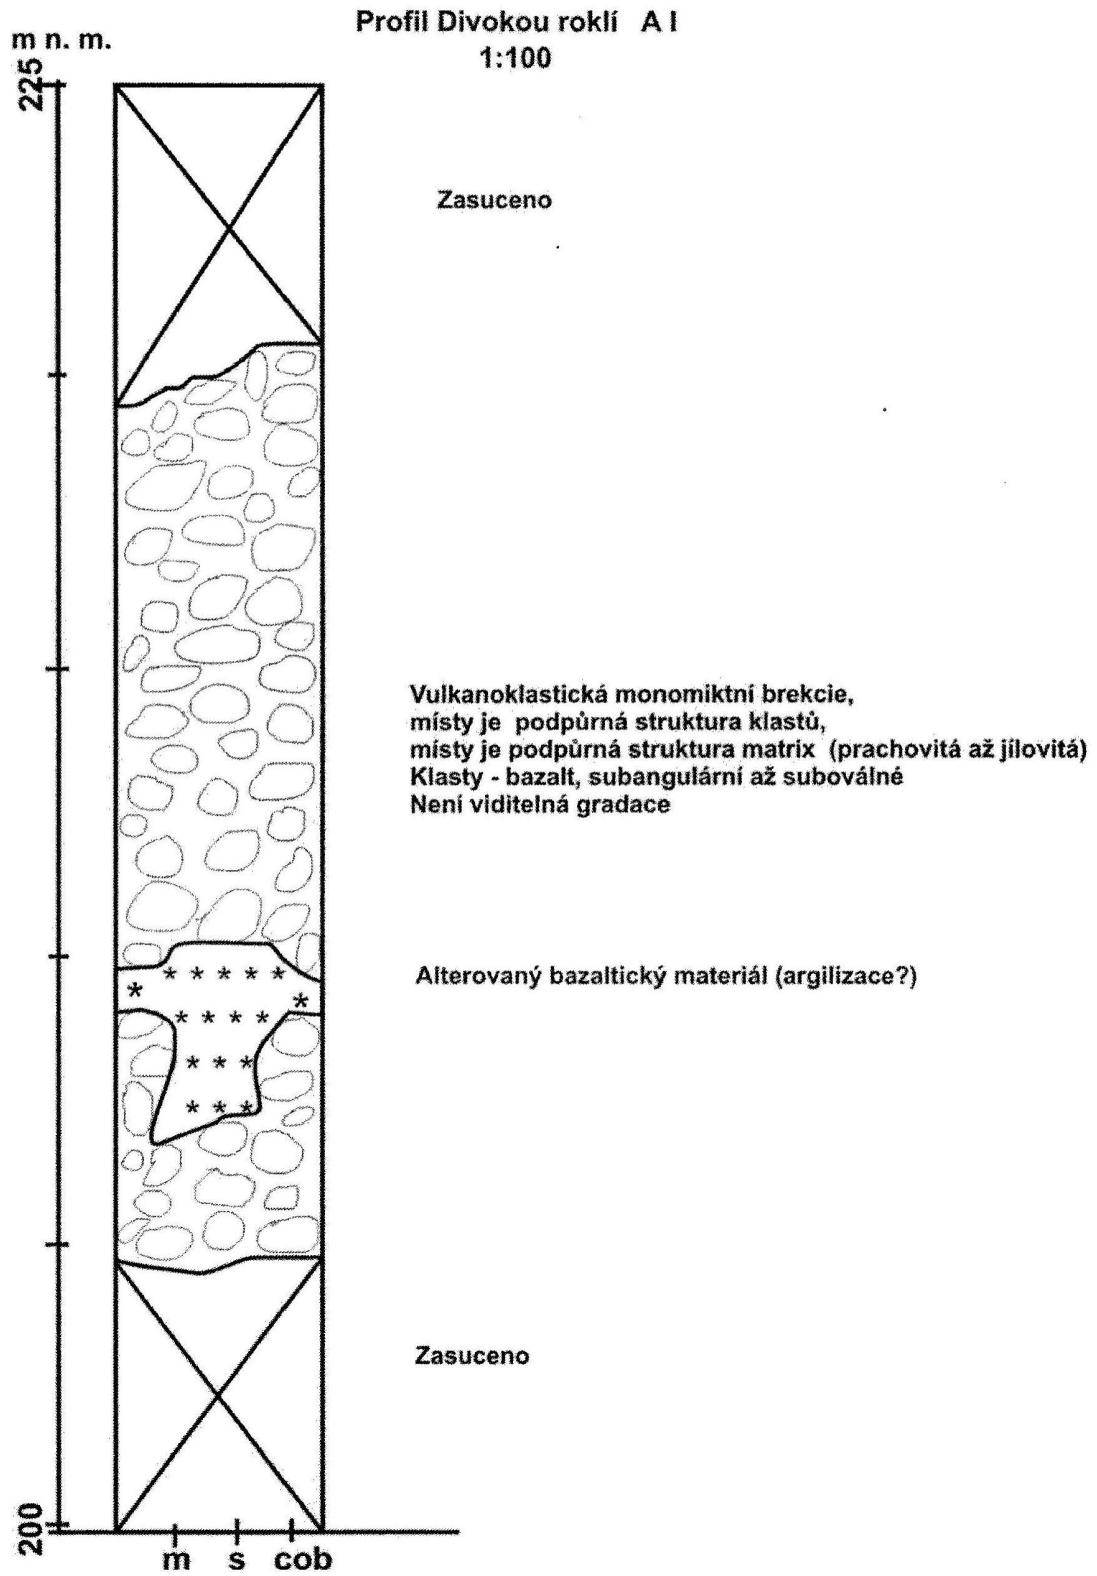 Profil Divokou roklí A I
1:100
m n. m.
225
Zasuceno
Vulkanoklastická monomiktní brekcie,
místy je podpůrná struktura klastů,
místy je podpůrná struktura matrix (prachovitá až jílovitá)
Klasty - bazalt, subangulární až suboválné
Není viditelná gradace
Alterovaný bazaltický materiál (argilizace?)
Zasuceno
200
m s cob